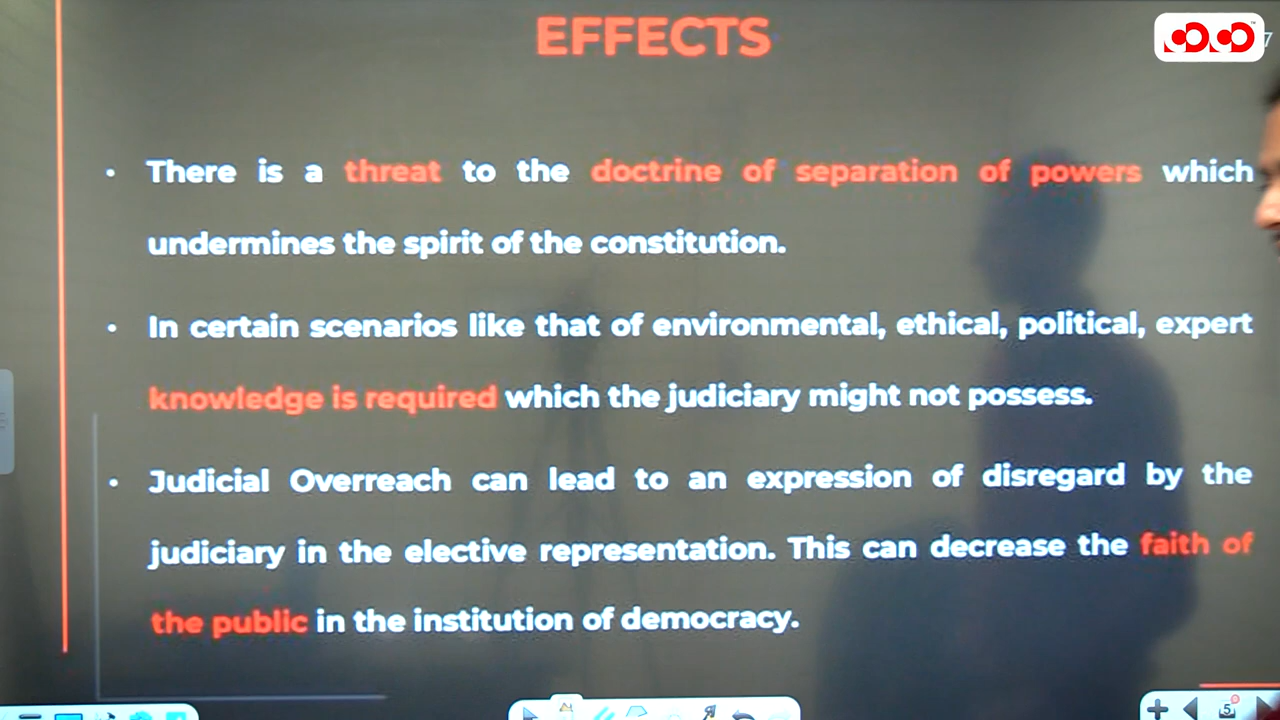 EFFECTS
7
• There is a threat to the doctrine of separation of powers which
undermines the spirit of the constitution.
• In certain scenarios like that of environmental, ethical, political, expert
knowledge is required which the judiciary might not possess.
• Judicial Overreach can lead to an expression of disregard by the
judiciary in the elective representation. This can decrease the faith of
the public in the institution of democracy.
5